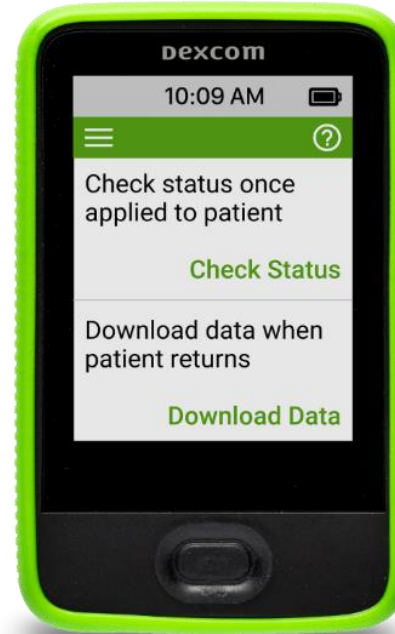 Dexcom
10:09 AM
Check status once
applied to patient
Check Status
Download data when
patient returns
Download Data